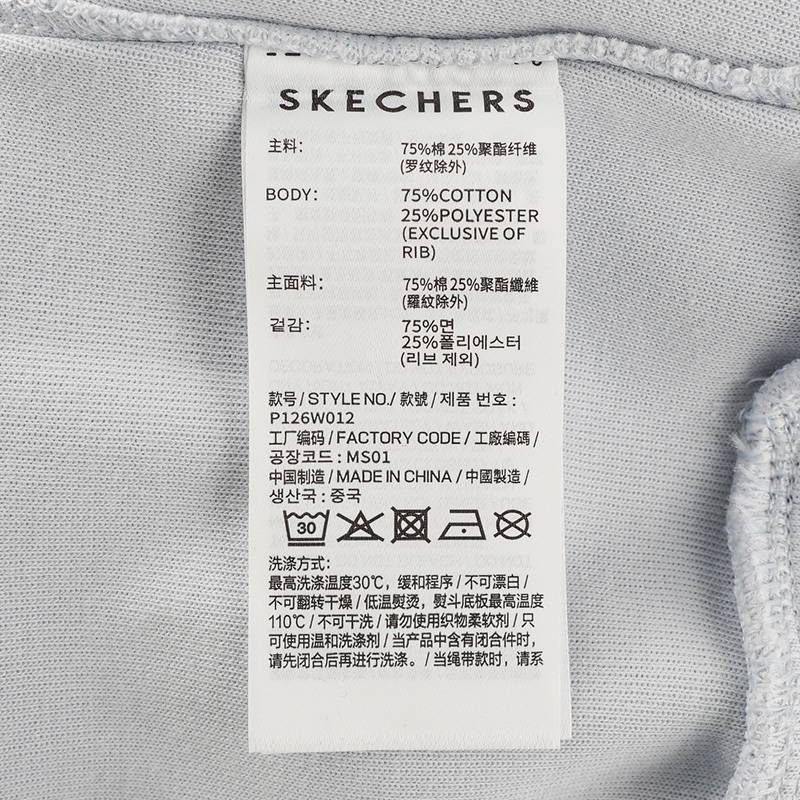 SKECHERS
主料: 75%棉 25%聚酯纤维
(罗纹除外)
BODY: 75%COTTON
25%POLYESTER
(EXCLUSIVE OF
RIB)
主面料: 75%棉 25%聚酯纖維
(羅紋除外)
겉감: 75%면
25%폴리에스터
(리브 제외)
款号 / STYLE NO./ 款號 / 제품 번호 :
P126W012
工厂编码 / FACTORY CODE / 工廠編碼 /
공장코드 : MS01
中国制造 / MADE IN CHINA / 中國製造 /
생산국 : 중국
30
洗涤方式:
最高洗涤温度30℃，缓和程序 / 不可漂白 /
不可翻转干燥 / 低温熨烫，熨斗底板最高温度
110℃ / 不可干洗 / 请勿使用织物柔软剂 / 只
可使用温和洗涤剂 / 当产品中含有闭合件时，
请先闭合后再进行洗涤。 / 当绳带款时，请系